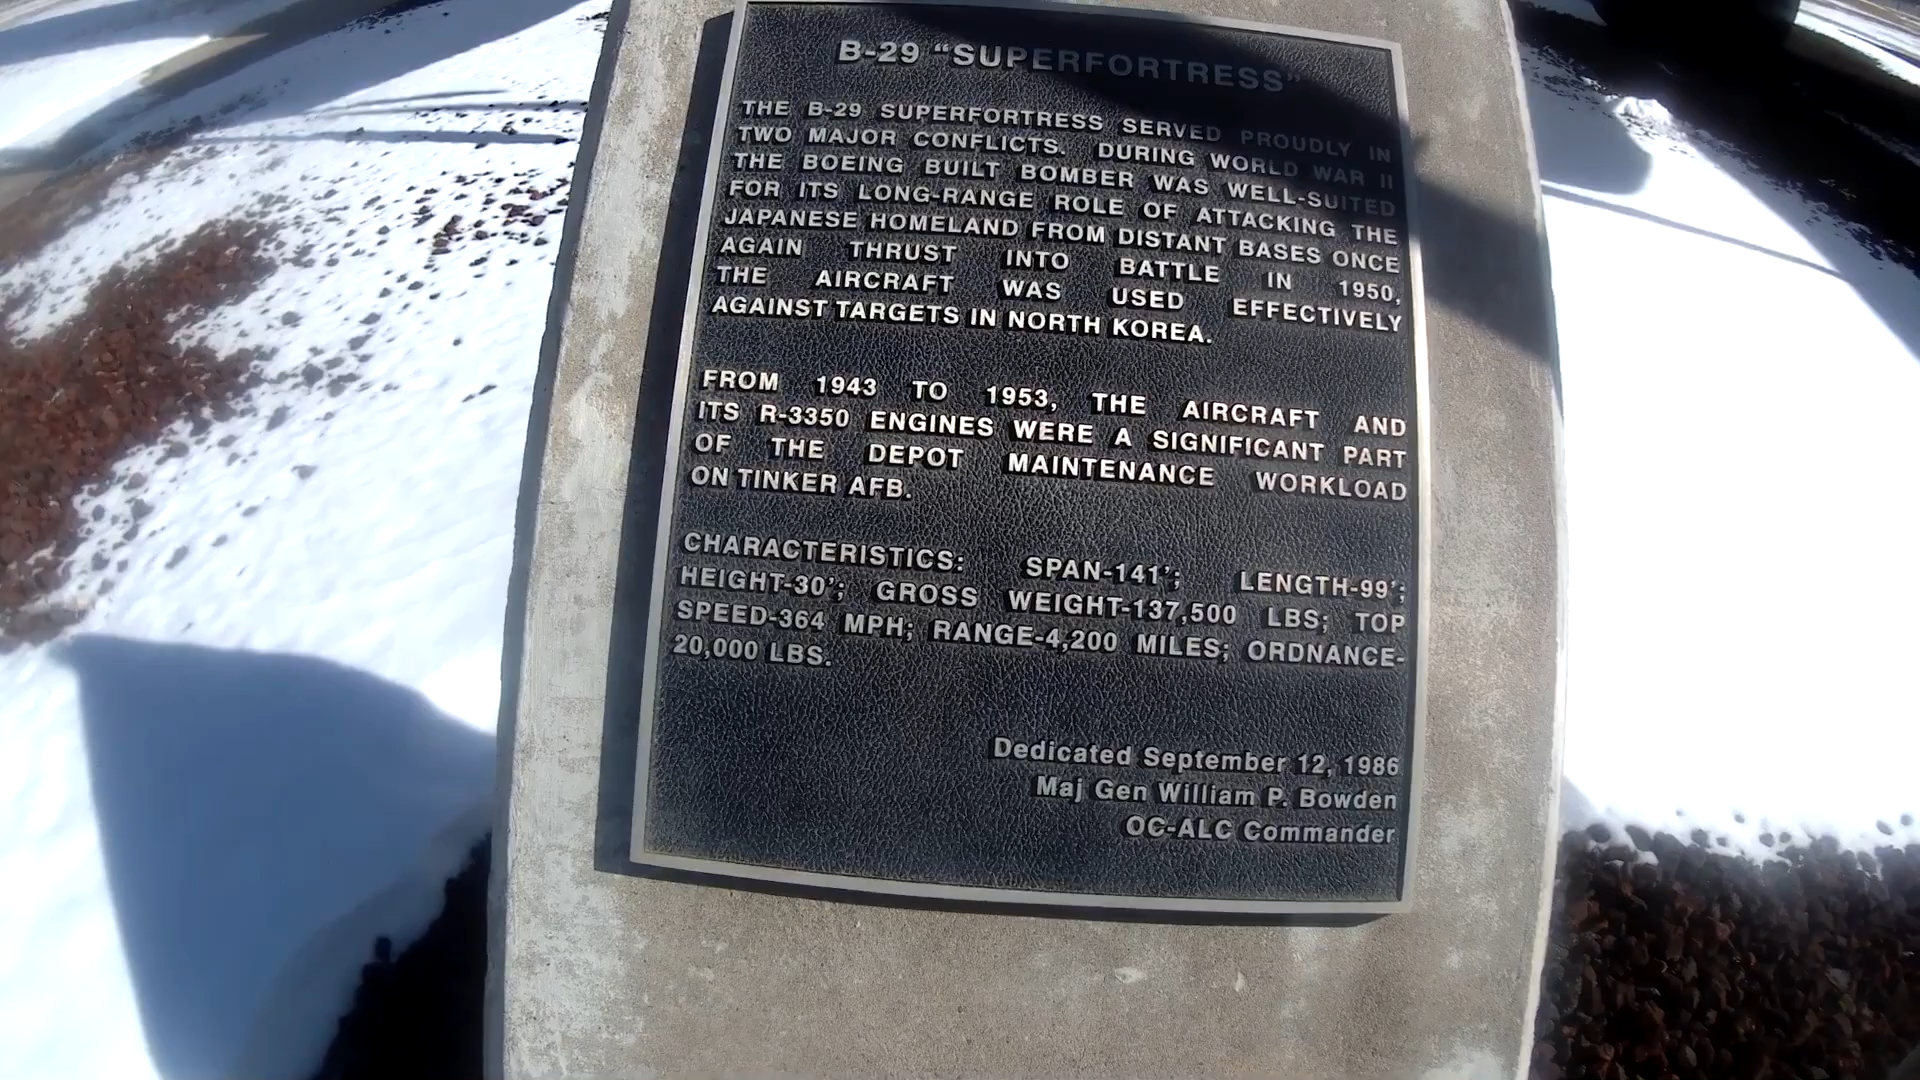 B-29 “SUPERFORTRESS”
THE B-29 SUPERFORTRESS SERVED PROUDLY IN
TWO MAJOR CONFLICTS. DURING WORLD WAR II
THE BOEING BUILT BOMBER WAS WELL-SUITED
FOR ITS LONG-RANGE ROLE OF ATTACKING THE
JAPANESE HOMELAND FROM DISTANT BASES ONCE
AGAIN THRUST INTO BATTLE IN 1950,
THE AIRCRAFT WAS USED EFFECTIVELY
AGAINST TARGETS IN NORTH KOREA.
FROM 1943 TO 1953, THE AIRCRAFT AND
ITS R-3350 ENGINES WERE A SIGNIFICANT PART
OF THE DEPOT MAINTENANCE WORKLOAD
ON TINKER AFB.
CHARACTERISTICS: SPAN-141’; LENGTH-99’;
HEIGHT-30’; GROSS WEIGHT-137,500 LBS; TOP
SPEED-364 MPH; RANGE-4,200 MILES; ORDNANCE-
20,000 LBS.
Dedicated September 12, 1986
Maj Gen William P. Bowden
OC-ALC Commander